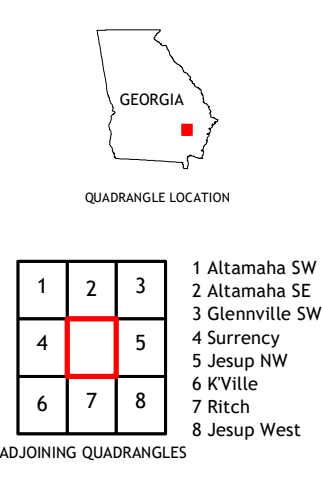 GEORGIA
QUADRANGLE LOCATION
1 2 3
4 5
6 7 8
1 Altamaha SW
2 Altamaha SE
3 Glennville SW
4 Surrency
5 Jesup NW
6 K'Ville
7 Ritch
8 Jesup West
ADJOINING QUADRANGLES